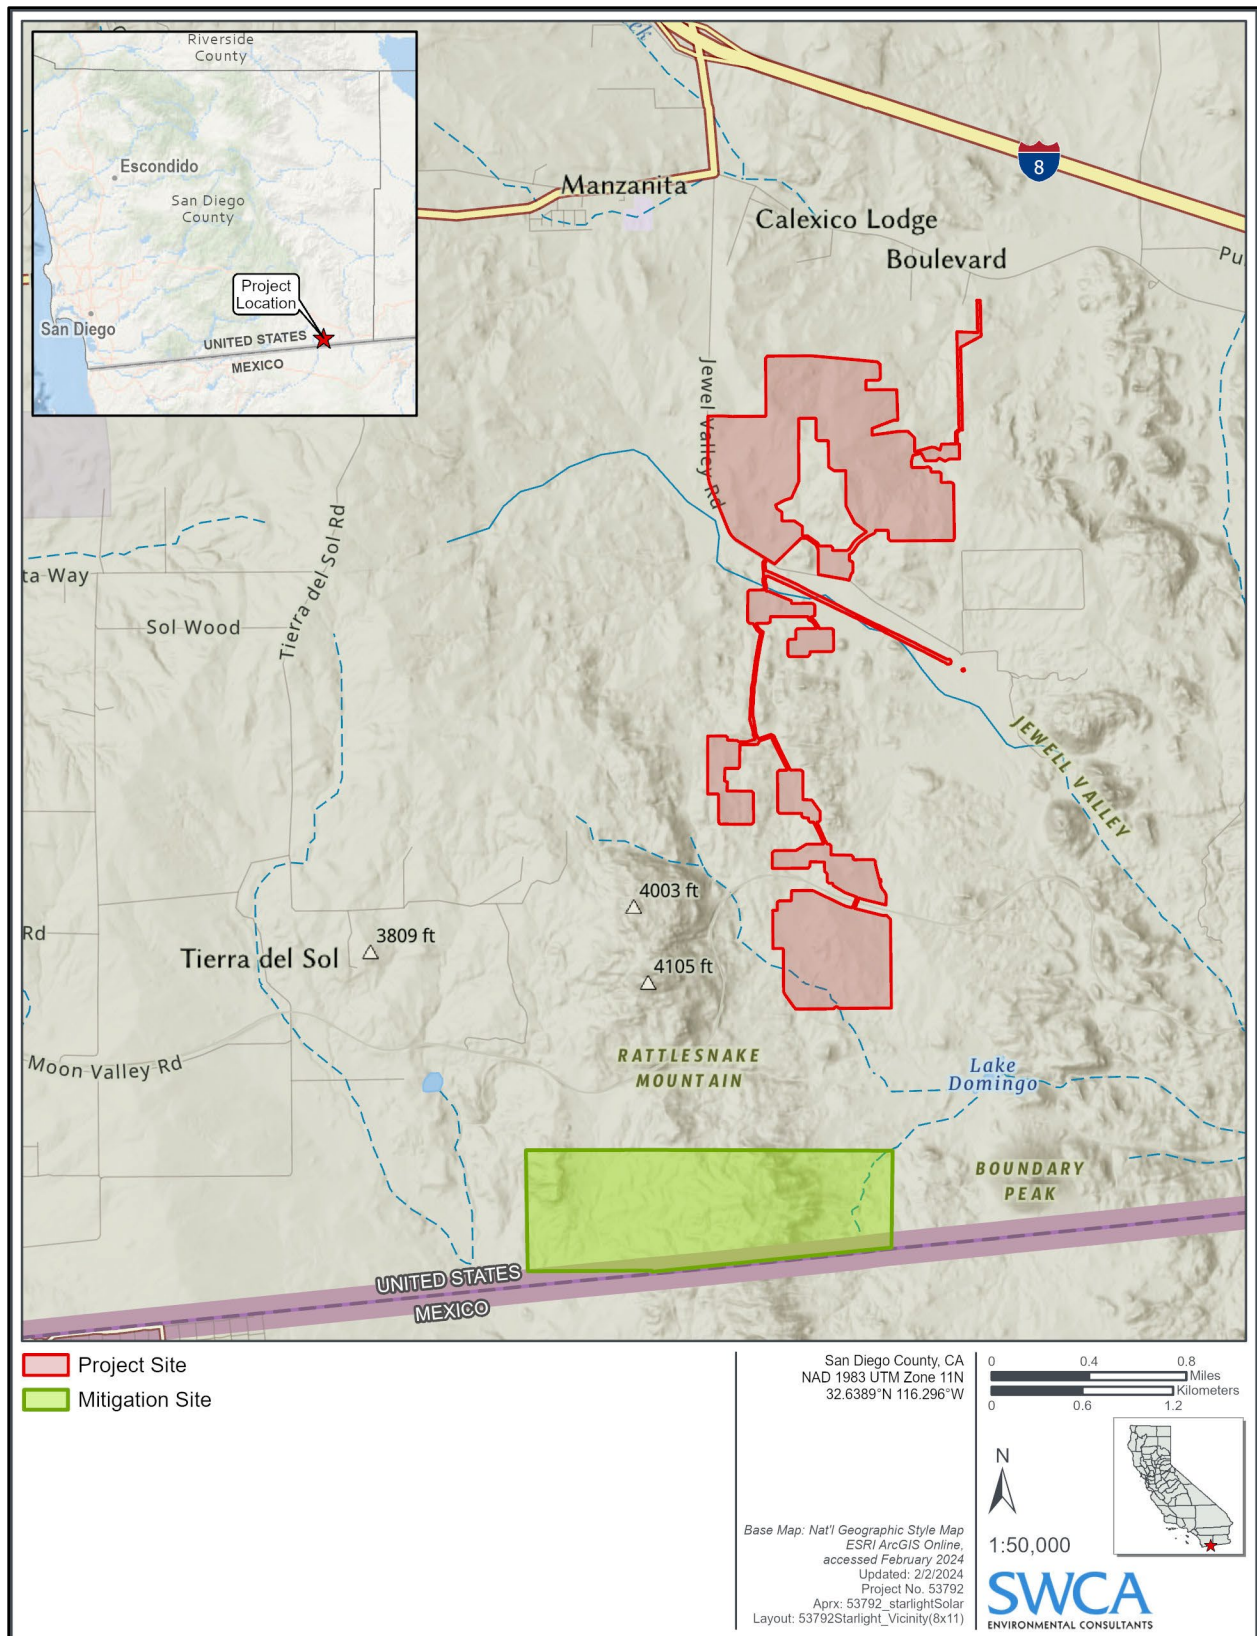 Riverside
County
Escondido
San Diego
County
Project
Location
San Diego
UNITED STATES
MEXICO
8
Manzanita
Calexico Lodge
Boulevard
Pu
Jewel Valley Rd
ta Way
Sol Wood
Tierra del Sol Rd
JEWELL VALLEY
4003 ft
3809 ft
4105 ft
Rd
Tierra del Sol
Moon Valley Rd
RATTLESNAKE
MOUNTAIN
Lake
Domingo
BOUNDARY
PEAK
UNITED STATES
MEXICO
Project Site
Mitigation Site
San Diego County, CA
NAD 1983 UTM Zone 11N
32.6389°N 116.296°W
Base Map: Nat'l Geographic Style Map
ESRI ArcGIS Online,
accessed February 2024
Updated: 2/2/2024
Project No. 53792
Aprx: 53792_starlightSolar
Layout: 53792Starlight_Vicinity(8x11)
0 0.4 0.8
Miles
Kilometers
0 0.6 1.2
N
1:50,000
SWCA
ENVIRONMENTAL CONSULTANTS